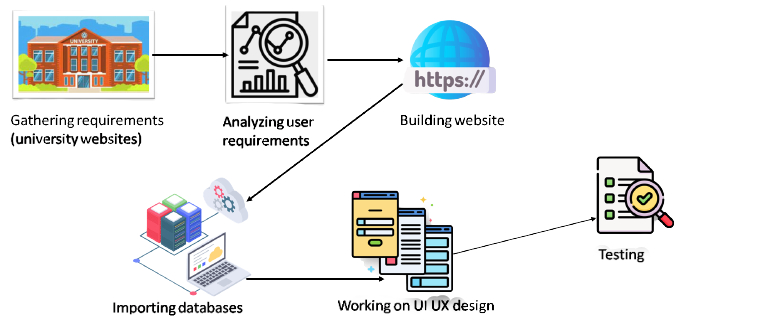 UNIVERSITY
https://
Gathering requirements
(university websites)
Analyzing user
requirements
Building website
Importing databases
Working on UI UX design
Testing